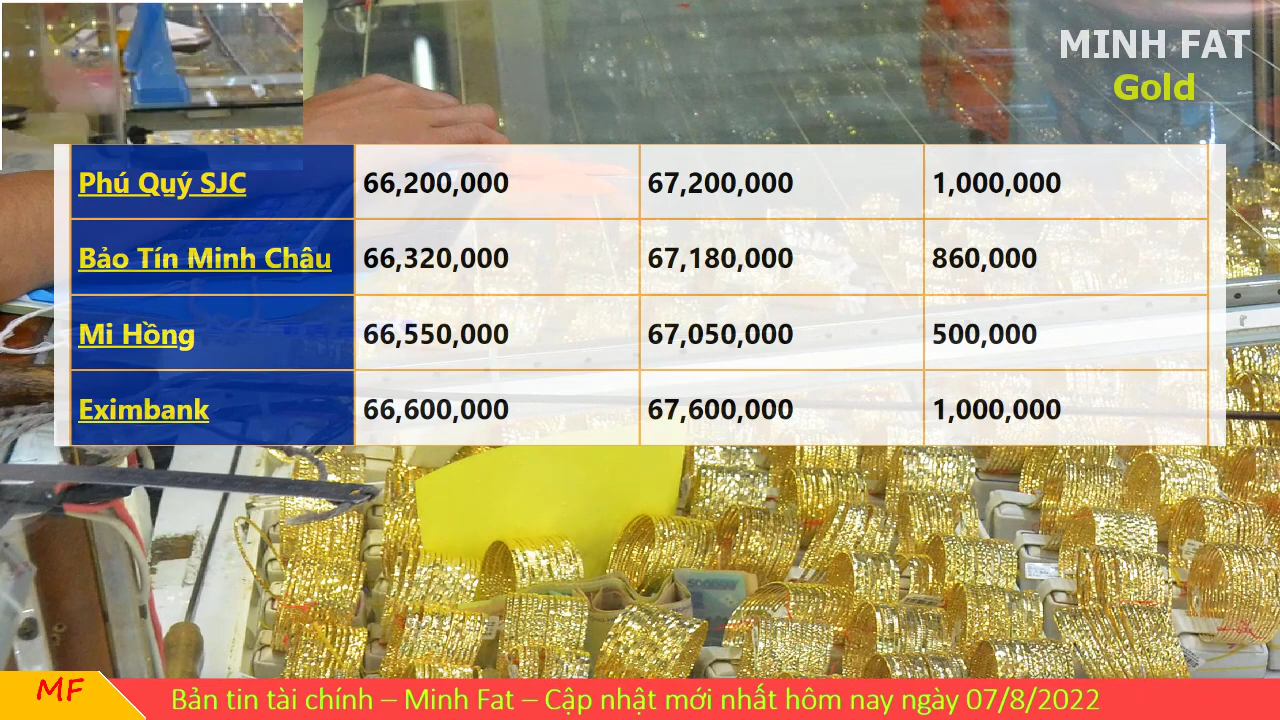 MINH FAT
Gold
Phú Quý SJC 66,200,000 67,200,000 1,000,000
Bảo Tín Minh Châu 66,320,000 67,180,000 860,000
Mi Hồng 66,550,000 67,050,000 500,000
Eximbank 66,600,000 67,600,000 1,000,000
MF Bản tin tài chính – Minh Fat – Cập nhật mới nhất hôm nay ngày 07/8/2022